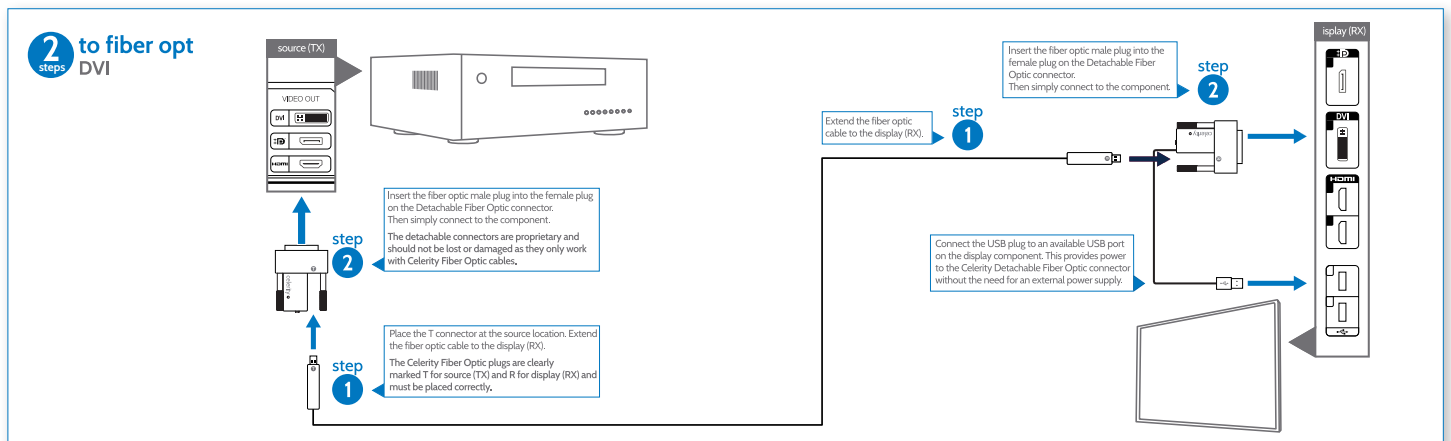 2
steps
to fiber opt
DVI
source (TX)
VIDEO OUT
DVI
HDMI
Insert the fiber optic male plug into the female plug
on the Detachable Fiber Optic connector.
Then simply connect to the component.
The detachable connectors are proprietary and
should not be lost or damaged as they only work
with Celerity Fiber Optic cables.
step
2
celerity
Place the T connector at the source location. Extend
the fiber optic cable to the display (RX).
The Celerity Fiber Optic plugs are clearly
marked T for source (TX) and R for display (RX) and
must be placed correctly.
step
1
Extend the fiber optic
cable to the display (RX).
step
1
Insert the fiber optic male plug into the
female plug on the Detachable Fiber
Optic connector.
Then simply connect to the component.
step
2
celerity
Connect the USB plug to an available USB port
on the display component. This provides power
to the Celerity Detachable Fiber Optic connector
without the need for an external power supply.
isplay (RX)
DVI
HDMI